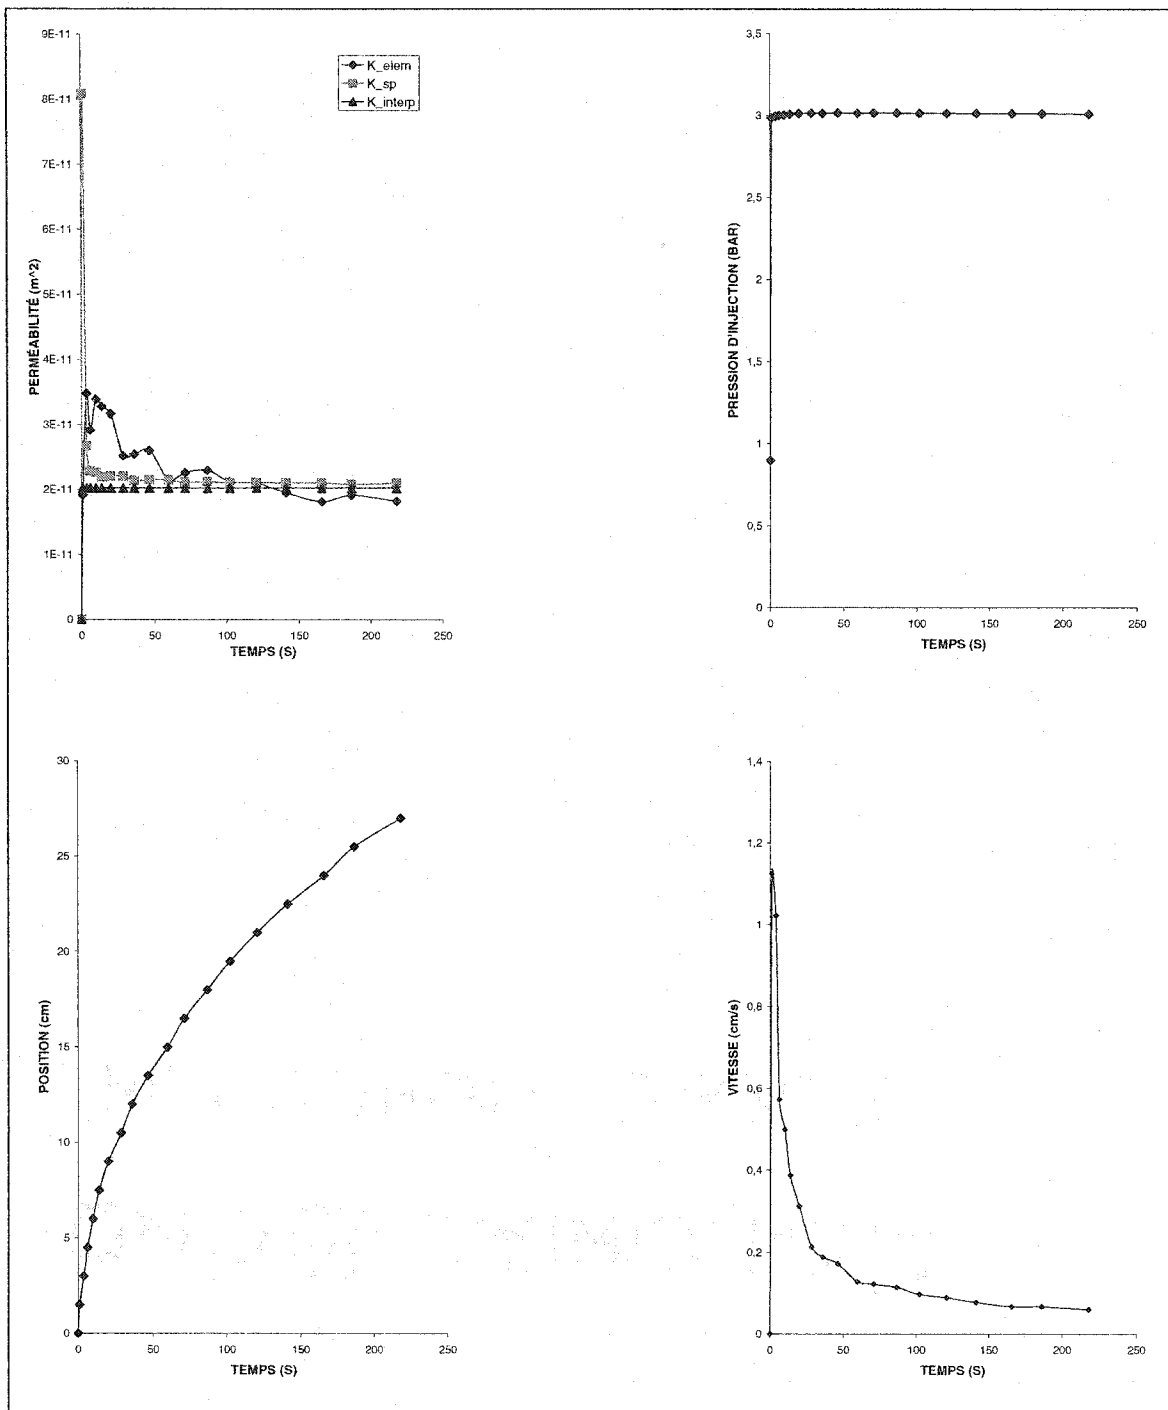 9E-11
8E-11
7E-11
6E-11
5E-11
4E-11
3E-11
2E-11
1E-11
0
PERMÉABILITÉ (m^2)
K_elem
K_sp
K_interp
0 50 100 150 200 250
TEMPS (S)
3,5
3
2,5
2
1,5
1
0,5
0
PRESSION D'INJECTION (BAR)
0 50 100 150 200 250
TEMPS (S)
30
25
20
15
10
5
0
POSITION (cm)
0 50 100 150 200 250
TEMPS (S)
1,4
1,2
1
0,8
0,6
0,4
0,2
0
VITESSE (cm/s)
0 50 100 150 200 250
TEMPS (S)